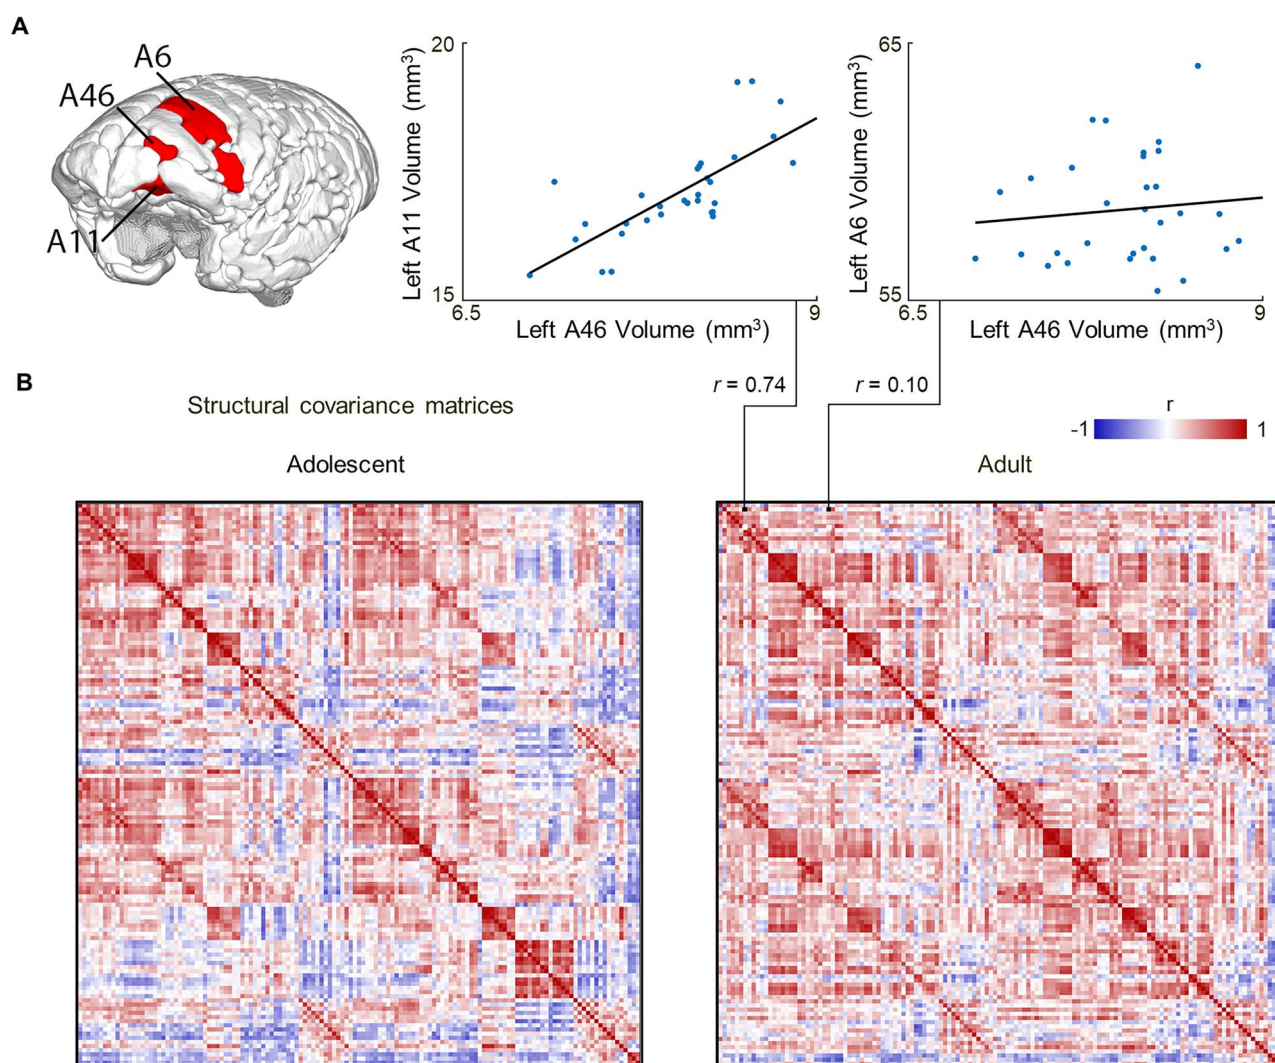 A
A6
A46
A11
20
Left A11 Volume (mm³)
15
6.5
9
Left A46 Volume (mm³)
65
Left A6 Volume (mm³)
55
6.5
9
Left A46 Volume (mm³)
r = 0.74
r = 0.10
B
Structural covariance matrices
r
-1
1
Adolescent
Adult